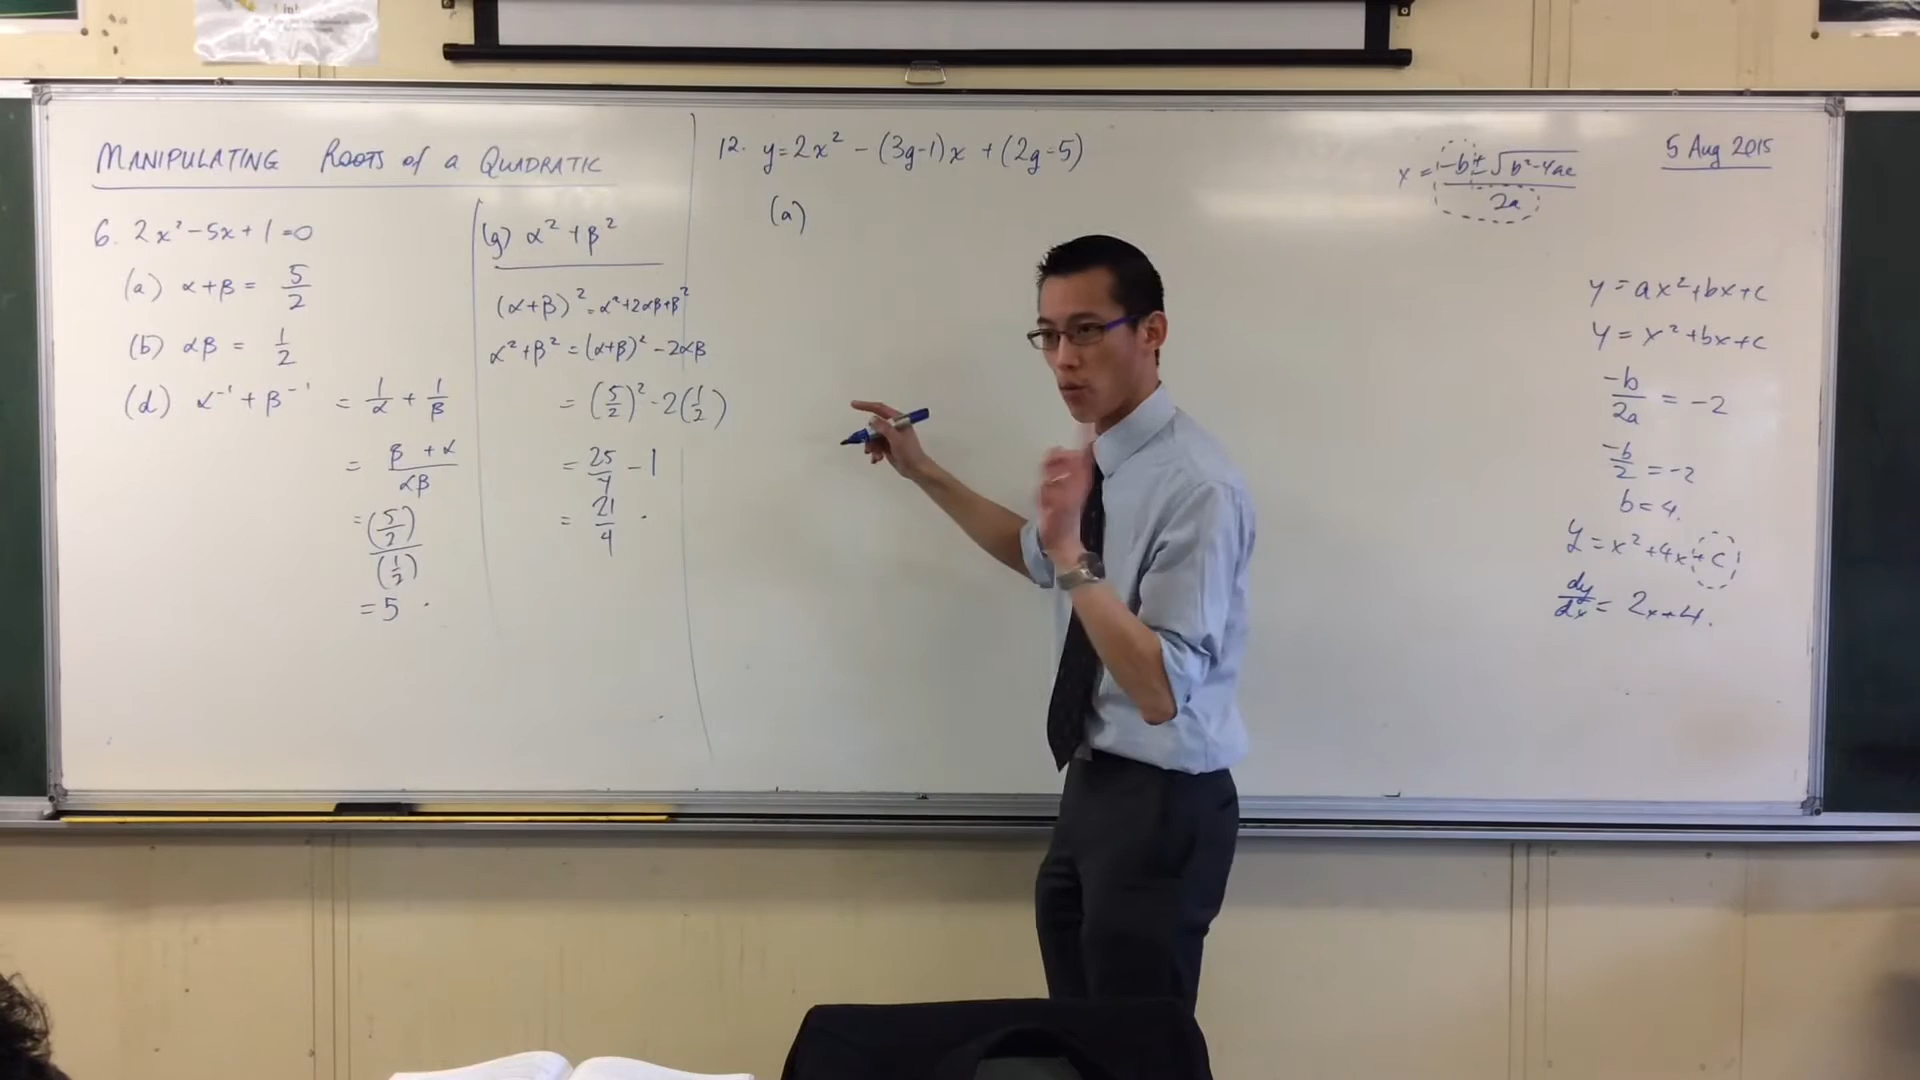 MANIPULATING ROOTS of a QUADRATIC
6. 2x² - 5x + 1 = 0
(a) α+β = 5/2
(b) αβ = 1/2
(d) α⁻¹ + β⁻¹ = 1/α + 1/β
= (β + α)/(αβ)
= (5/2)/(1/2)
= 5 .
(g) α² + β²
(α+β)² = α²+2αβ+β²
α²+β² = (α+β)² - 2αβ
= (5/2)² - 2(1/2)
= 25/4 - 1
= 21/4 .
12. y = 2x² - (3g-1)x + (2g-5)
(a)
x = (-b ± √(b²-4ac))/(2a)
5 Aug 2015
y = ax²+bx+c
y = x²+bx+c
-b/2a = -2
-b/2 = -2
b = 4.
y = x²+4x+c
dy/dx = 2x+4.